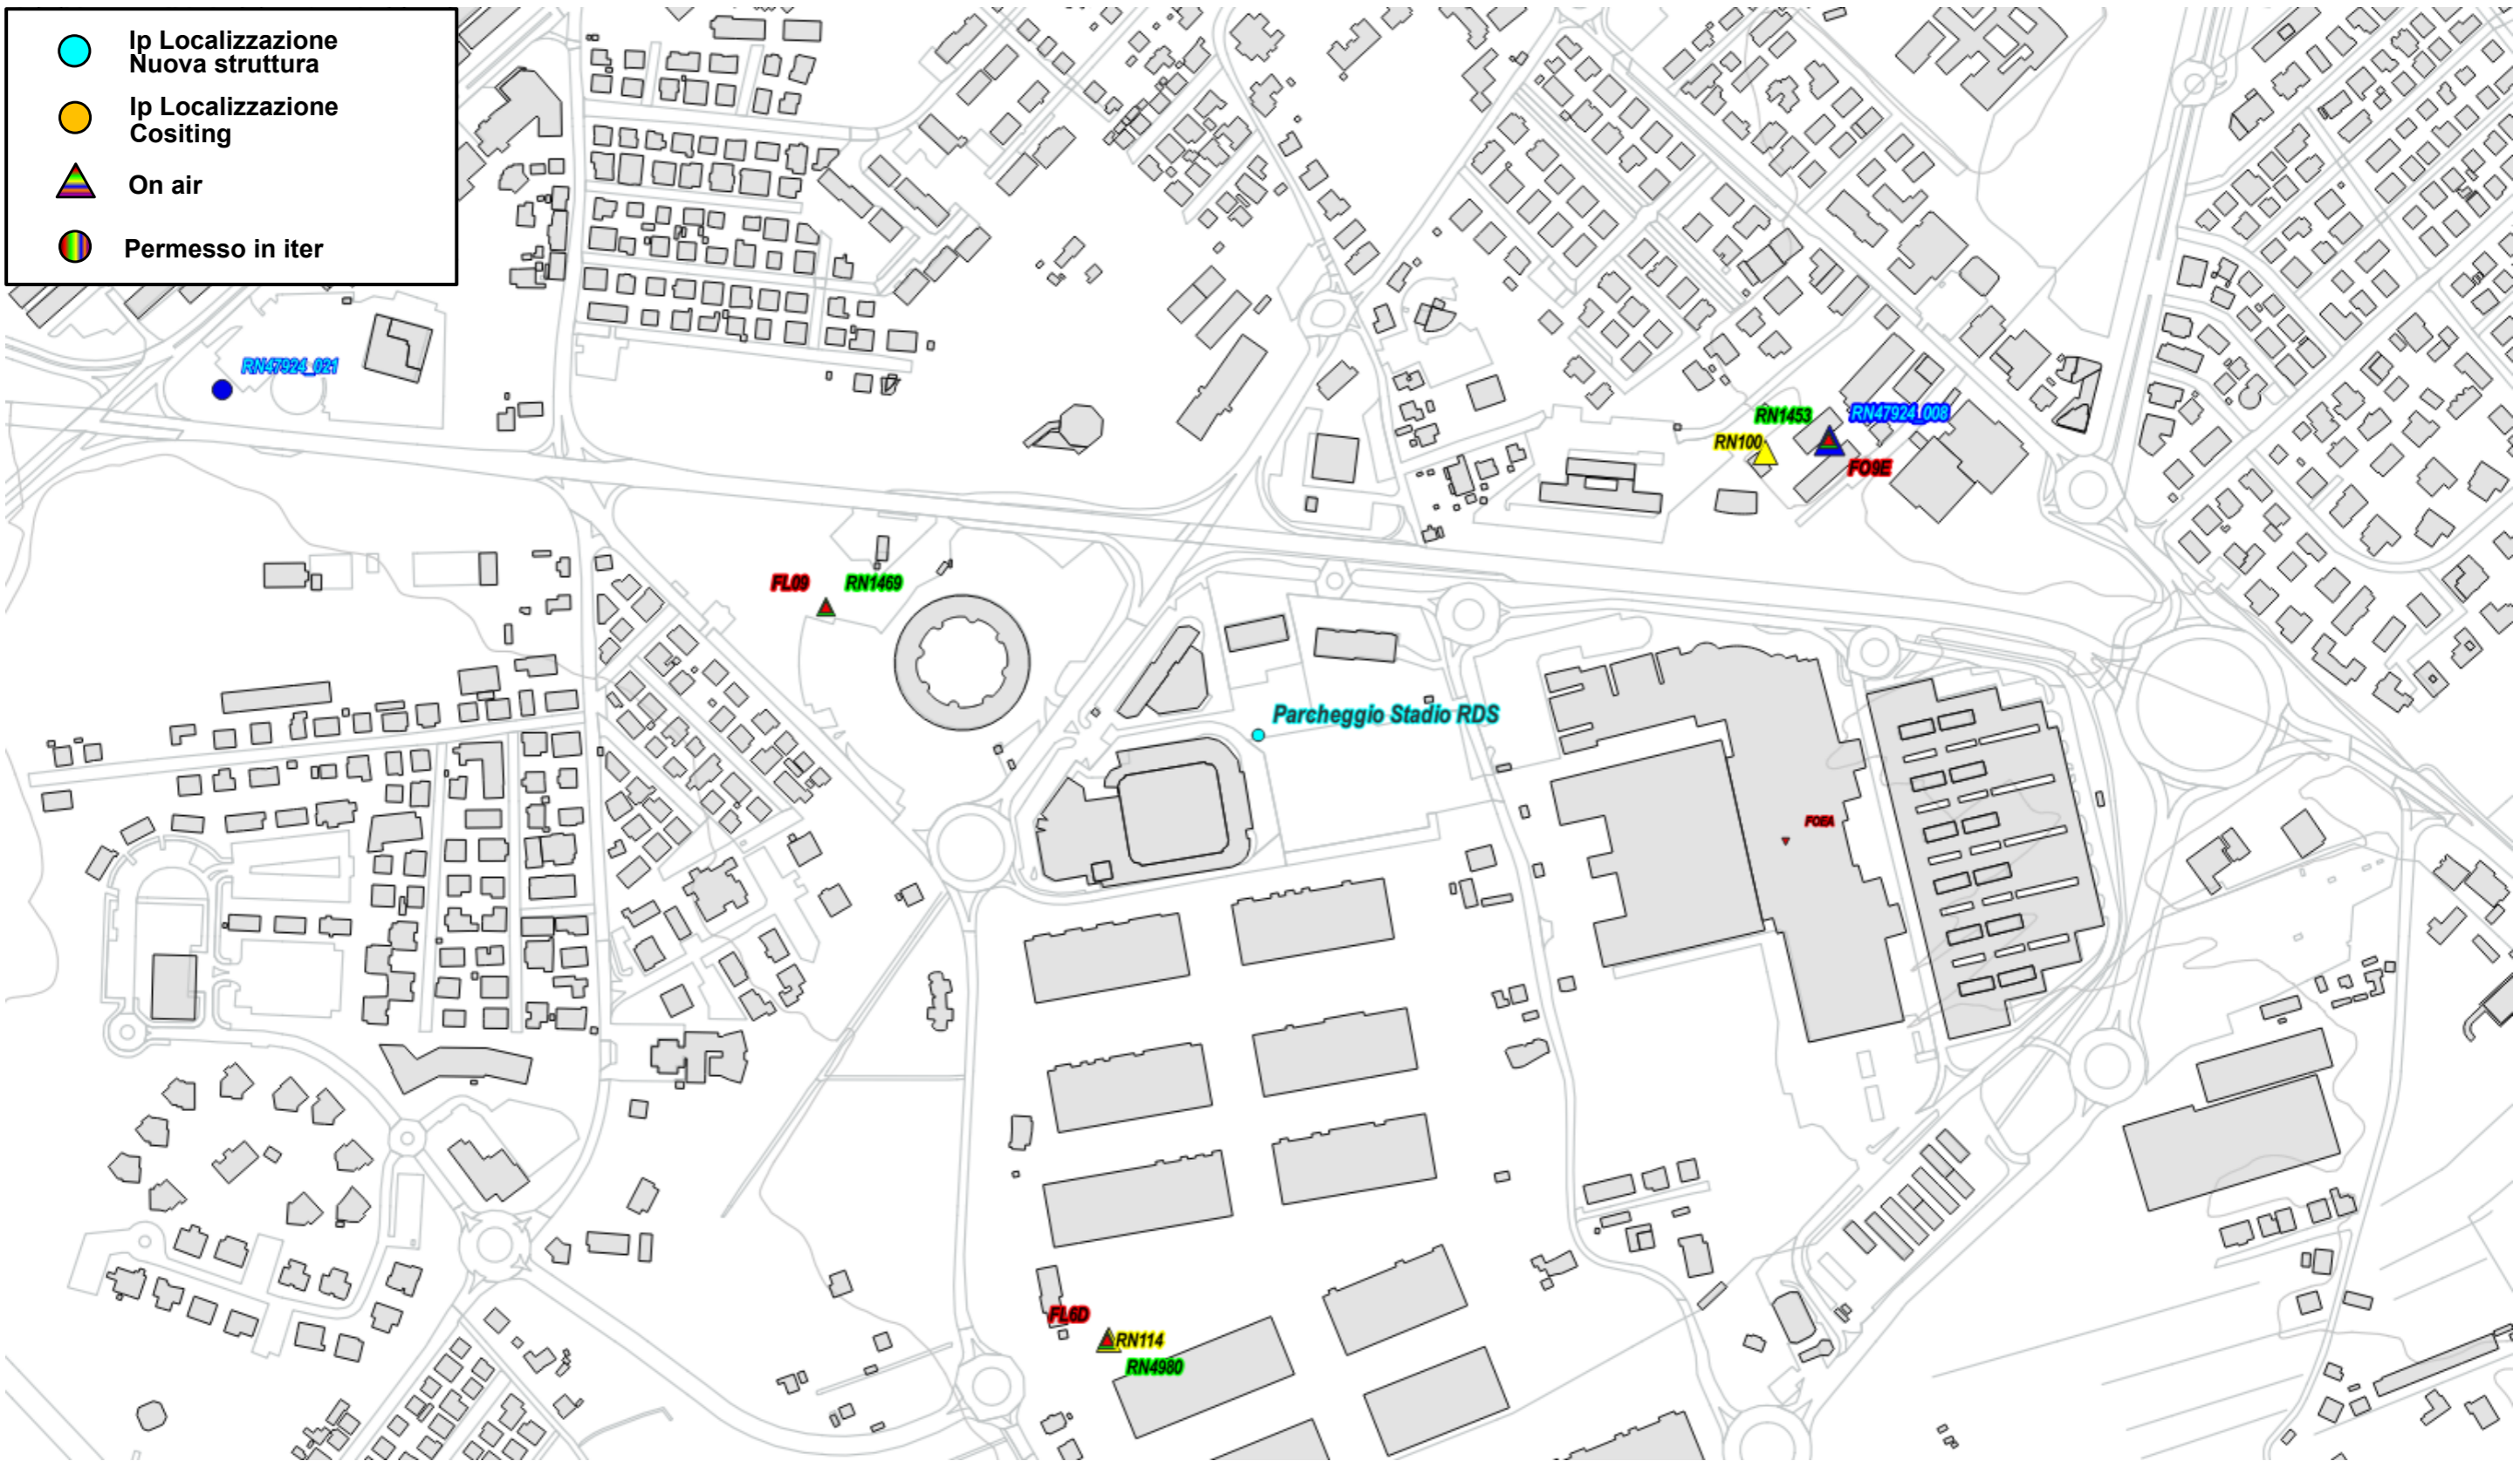 Ip Localizzazione
Nuova struttura
Ip Localizzazione
Cositing
On air
Permesso in iter
RN47924_021
RN1453
RN47924_008
RN100
FO9E
FL09
RN1469
Parcheggio Stadio RDS
FOEA
FL6D
RN114
RN4980